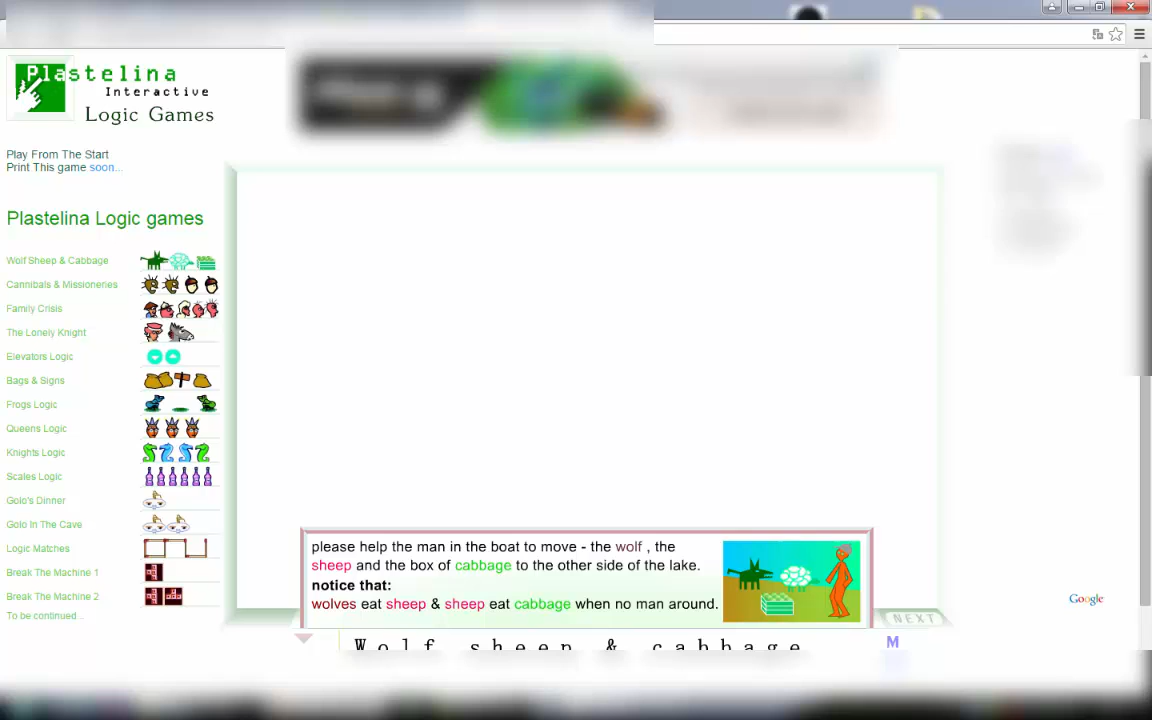 Plastelina
Interactive
Logic Games
Play From The Start
Print This game soon...
Plastelina Logic games
Wolf Sheep & Cabbage
Cannibals & Missioneries
Family Crisis
The Lonely Knight
Elevators Logic
Bags & Signs
Frogs Logic
Queens Logic
Knights Logic
Scales Logic
Golo's Dinner
Golo In The Cave
Logic Matches
Break The Machine 1
Break The Machine 2
To be continued...
please help the man in the boat to move - the wolf , the
sheep and the box of cabbage to the other side of the lake.
notice that:
wolves eat sheep & sheep eat cabbage when no man around.
NEXT
Wolf sheep & cabbage
M
Google